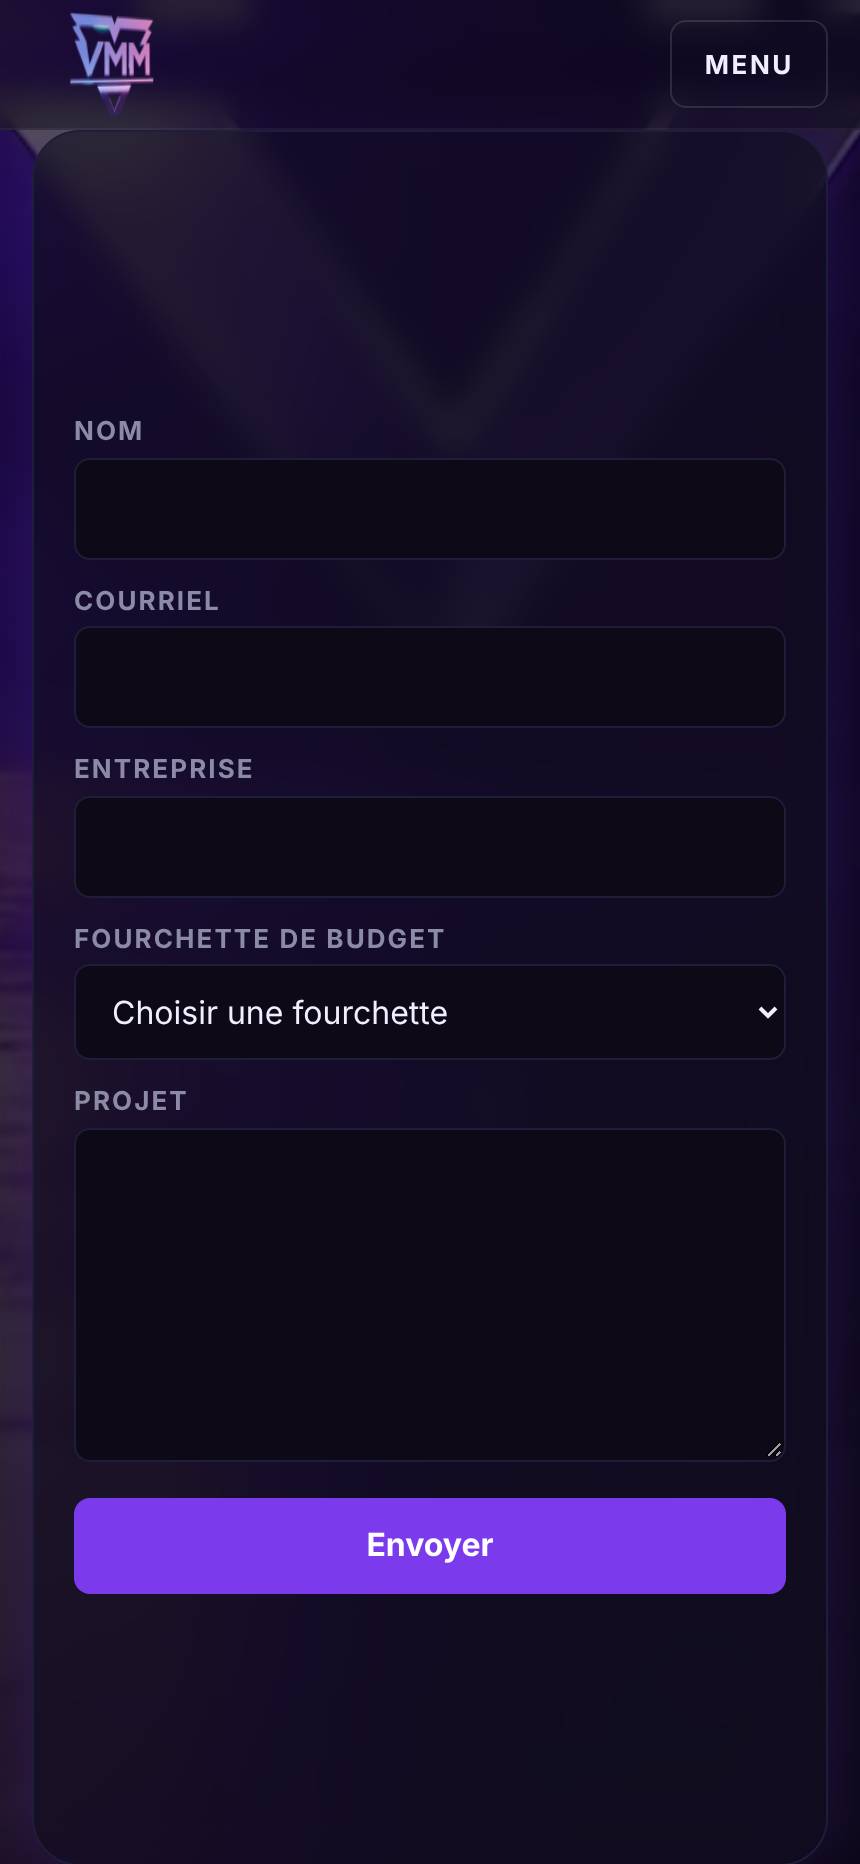 VMM
MENU
NOM
COURRIEL
ENTREPRISE
FOURCHETTE DE BUDGET
Choisir une fourchette
PROJET
Envoyer